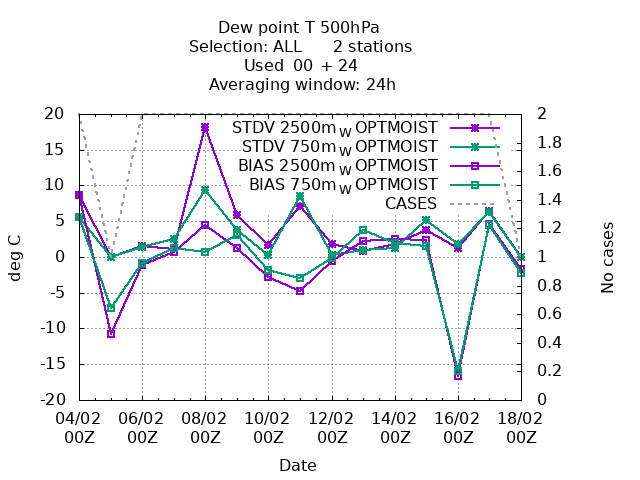 Dew point T 500hPa
Selection: ALL 2 stations
Used 00 + 24
Averaging window: 24h
STDV 2500m W OPTMOIST
STDV 750m W OPTMOIST
BIAS 2500m W OPTMOIST
BIAS 750m W OPTMOIST
CASES
20
15
10
5
0
-5
-10
-15
-20
deg C
2
1.8
1.6
1.4
1.2
1
0.8
0.6
0.4
0.2
0
No cases
04/02 06/02 08/02 10/02 12/02 14/02 16/02 18/02
00Z 00Z 00Z 00Z 00Z 00Z 00Z 00Z
Date